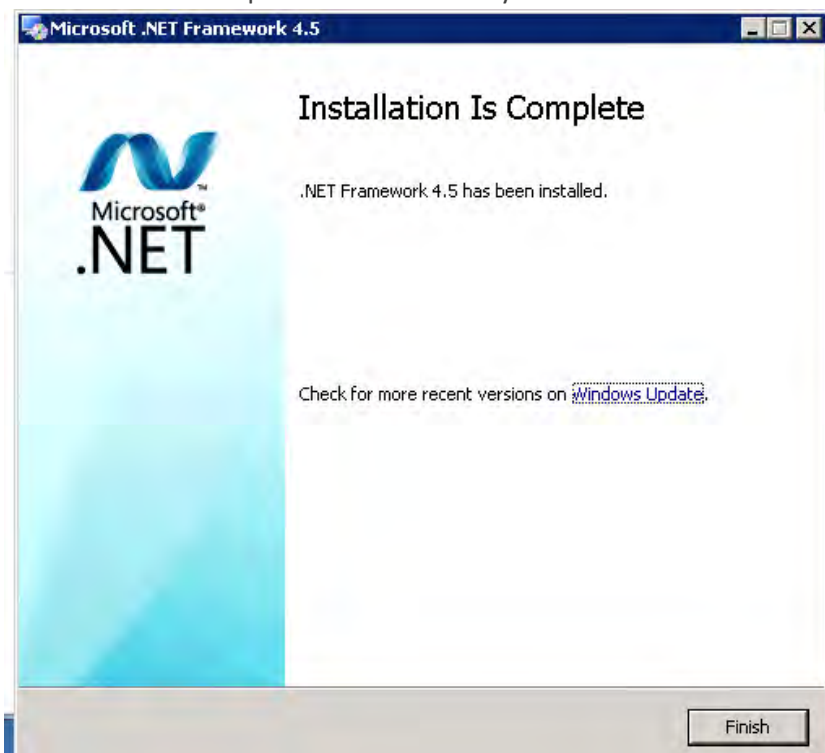 Microsoft .NET Framework 4.5
Installation Is Complete
.NET Framework 4.5 has been installed.
Microsoft®
.NET
Check for more recent versions on Windows Update.
Finish